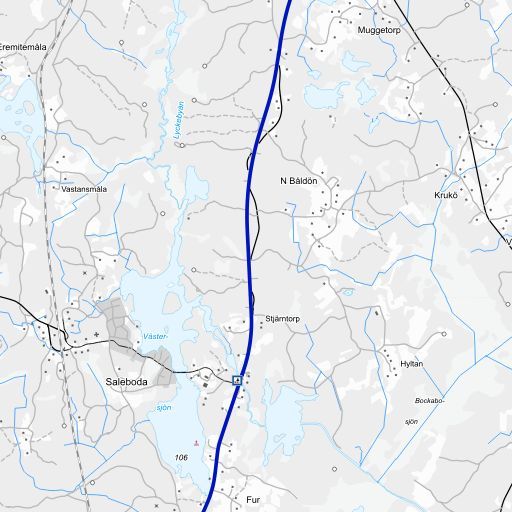 Muggetorp
Eremitemåla
Lyckebyån
N Båldön
Vastansmåla
Krukö
V
Stjärntorp
Väster-
Hyltan
Saleboda
Bockabo-
sjön
sjön
106
Fur